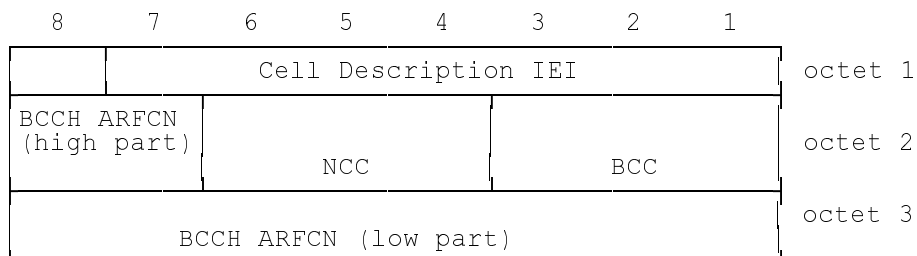 8 7 6 5 4 3 2 1
Cell Description IEI octet 1
BCCH ARFCN
(high part) octet 2
NCC BCC
octet 3
BCCH ARFCN (low part)